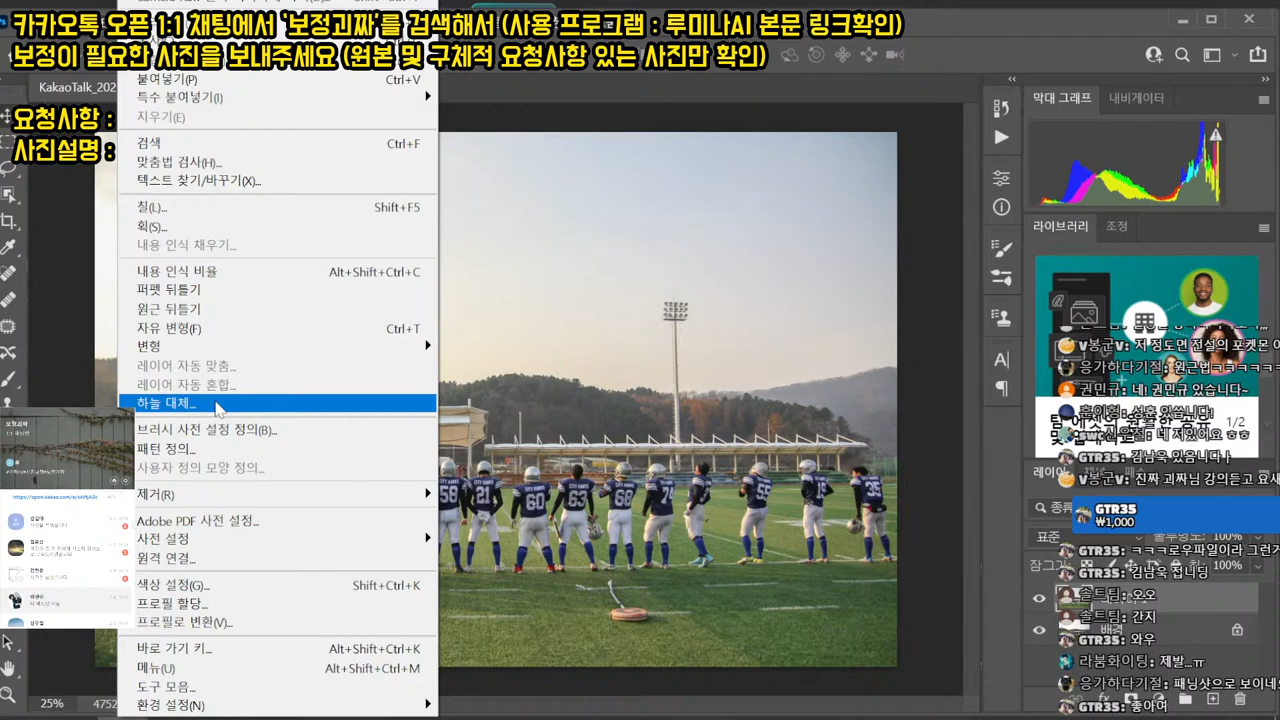 카카오톡 오픈 1:1 채팅에서 '보정괴짜'를 검색해서 (사용 프로그램 : 루미나AI 본문 링크확인)
보정이 필요한 사진을 보내주세요 (원본 및 구체적 요청사항 있는 사진만 확인)
KakaoTalk_202
요청사항 :
사진설명 :
붙여넣기(P) Ctrl+V
특수 붙여넣기(I)
지우기(E)
검색 Ctrl+F
맞춤법 검사(H)...
텍스트 찾기/바꾸기(X)...
칠(L)... Shift+F5
획(S)...
내용 인식 채우기...
내용 인식 비율 Alt+Shift+Ctrl+C
퍼펫 뒤틀기
원근 뒤틀기
자유 변형(F) Ctrl+T
변형
레이어 자동 맞춤...
레이어 자동 혼합...
하늘 대체...
브러시 사전 설정 정의(B)...
패턴 정의...
사용자 정의 모양 정의...
제거(R)
Adobe PDF 사전 설정...
사전 설정
원격 연결...
색상 설정(G)... Shift+Ctrl+K
프로필 할당...
프로필로 변환(V)...
바로 가기 키... Alt+Shift+Ctrl+K
메뉴(U) Alt+Shift+Ctrl+M
도구 모음...
환경 설정(N)
25%
4752
58 21 60 63 68 74 55 35
막대 그래프 내비게이터
라이브러리 조정
1/2
V봉군V: 저 정도면 전설의 포켓몬 이
응가하다기절: 원근법ㅋㅋㅋㅋㅋ
권민규: 네! 권민규 있습니다~
GTR35: 김남욱 있습니다
V봉군V: 진짜 괴짜님 강의듣고 요사
GTR35
₩1,000
표준
100%
GTR35: ㅋㅋㅋ로우파일이라 그런가
GTR35: 김남욱 접니당
100%
솔트팀: 오오
솔트팀: 간지
GTR35: 와우
라붐화이팅: 제발...ㅠ
응가하다기절: 패닝샷으로 보이네요
GTR35: 좋아여